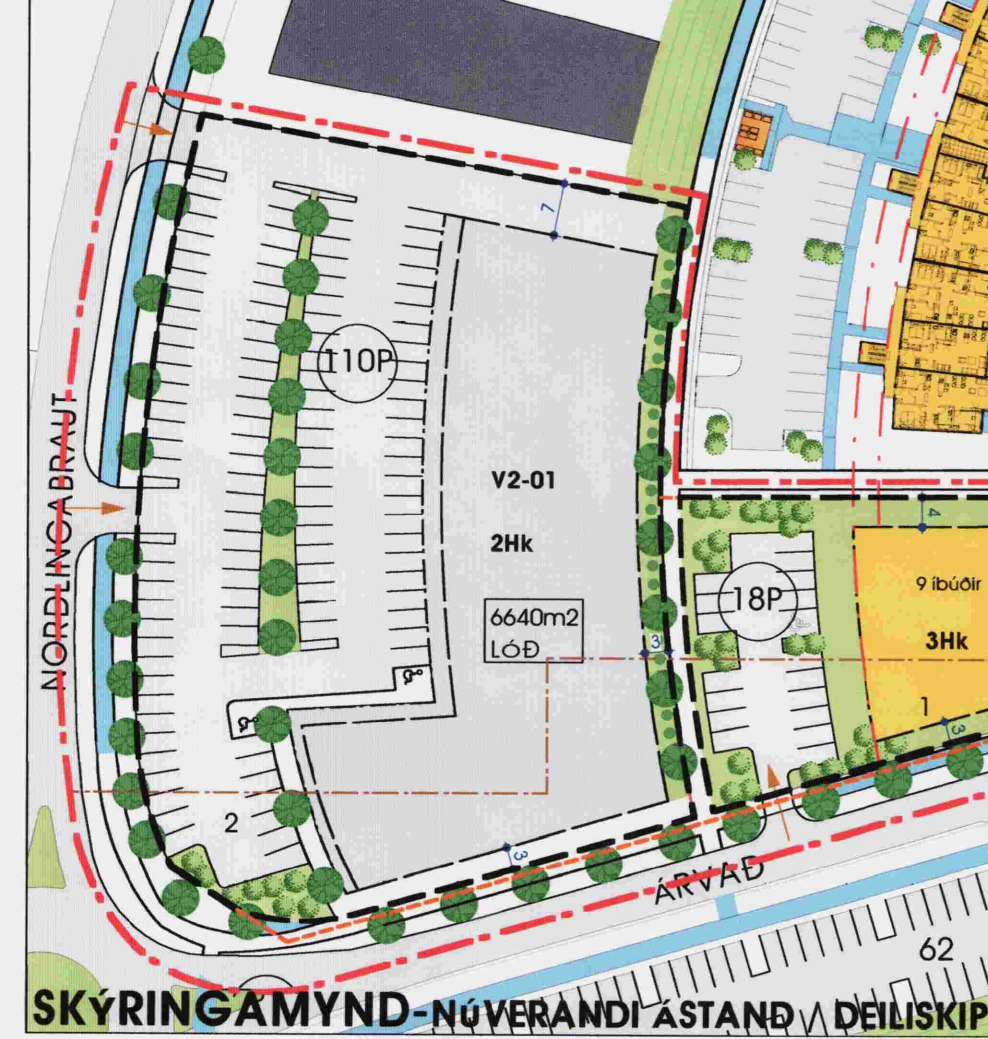 7
110P
NORDLINGABRAUT
V2-01
2Hk
6640m2
LÓÐ
3
4
18P
9 íbúðir
3Hk
1
3
2
3
ÁRVAÐ
62
SKÝRINGAMYND-NÚVERANDI ÁSTAND / DEILISKIP